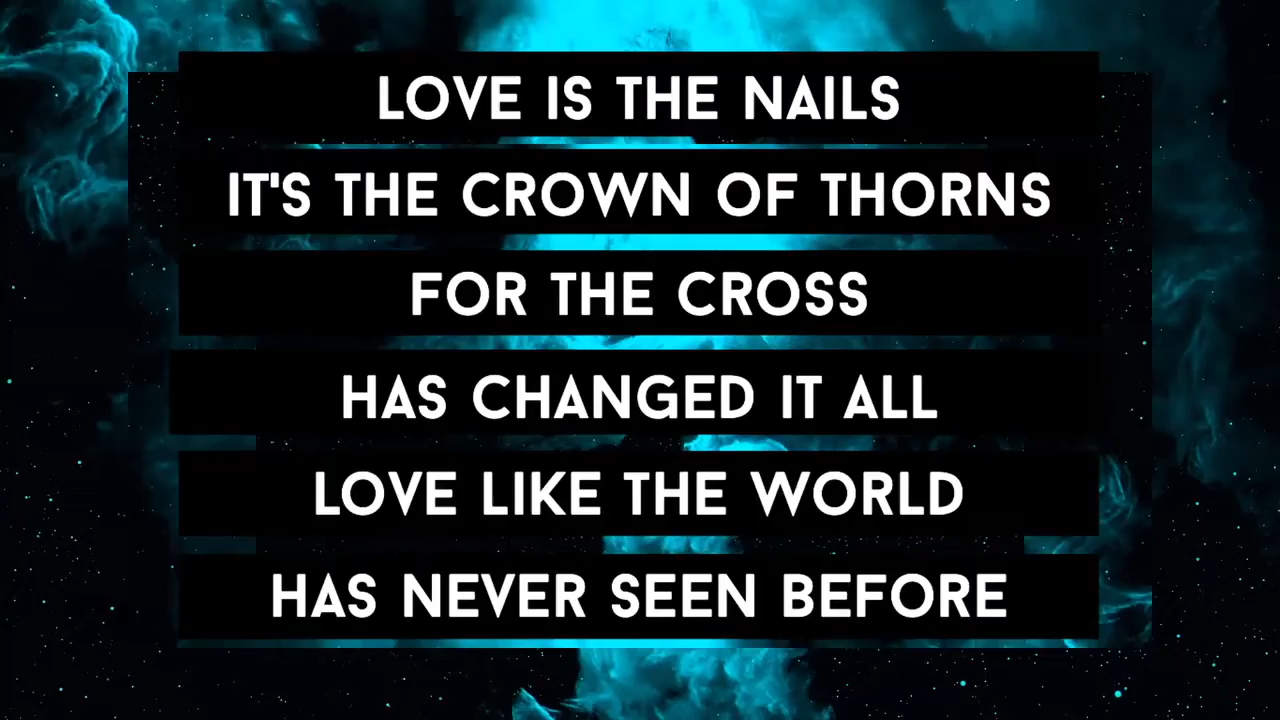 LOVE IS THE NAILS
IT'S THE CROWN OF THORNS
FOR THE CROSS
HAS CHANGED IT ALL
LOVE LIKE THE WORLD
HAS NEVER SEEN BEFORE